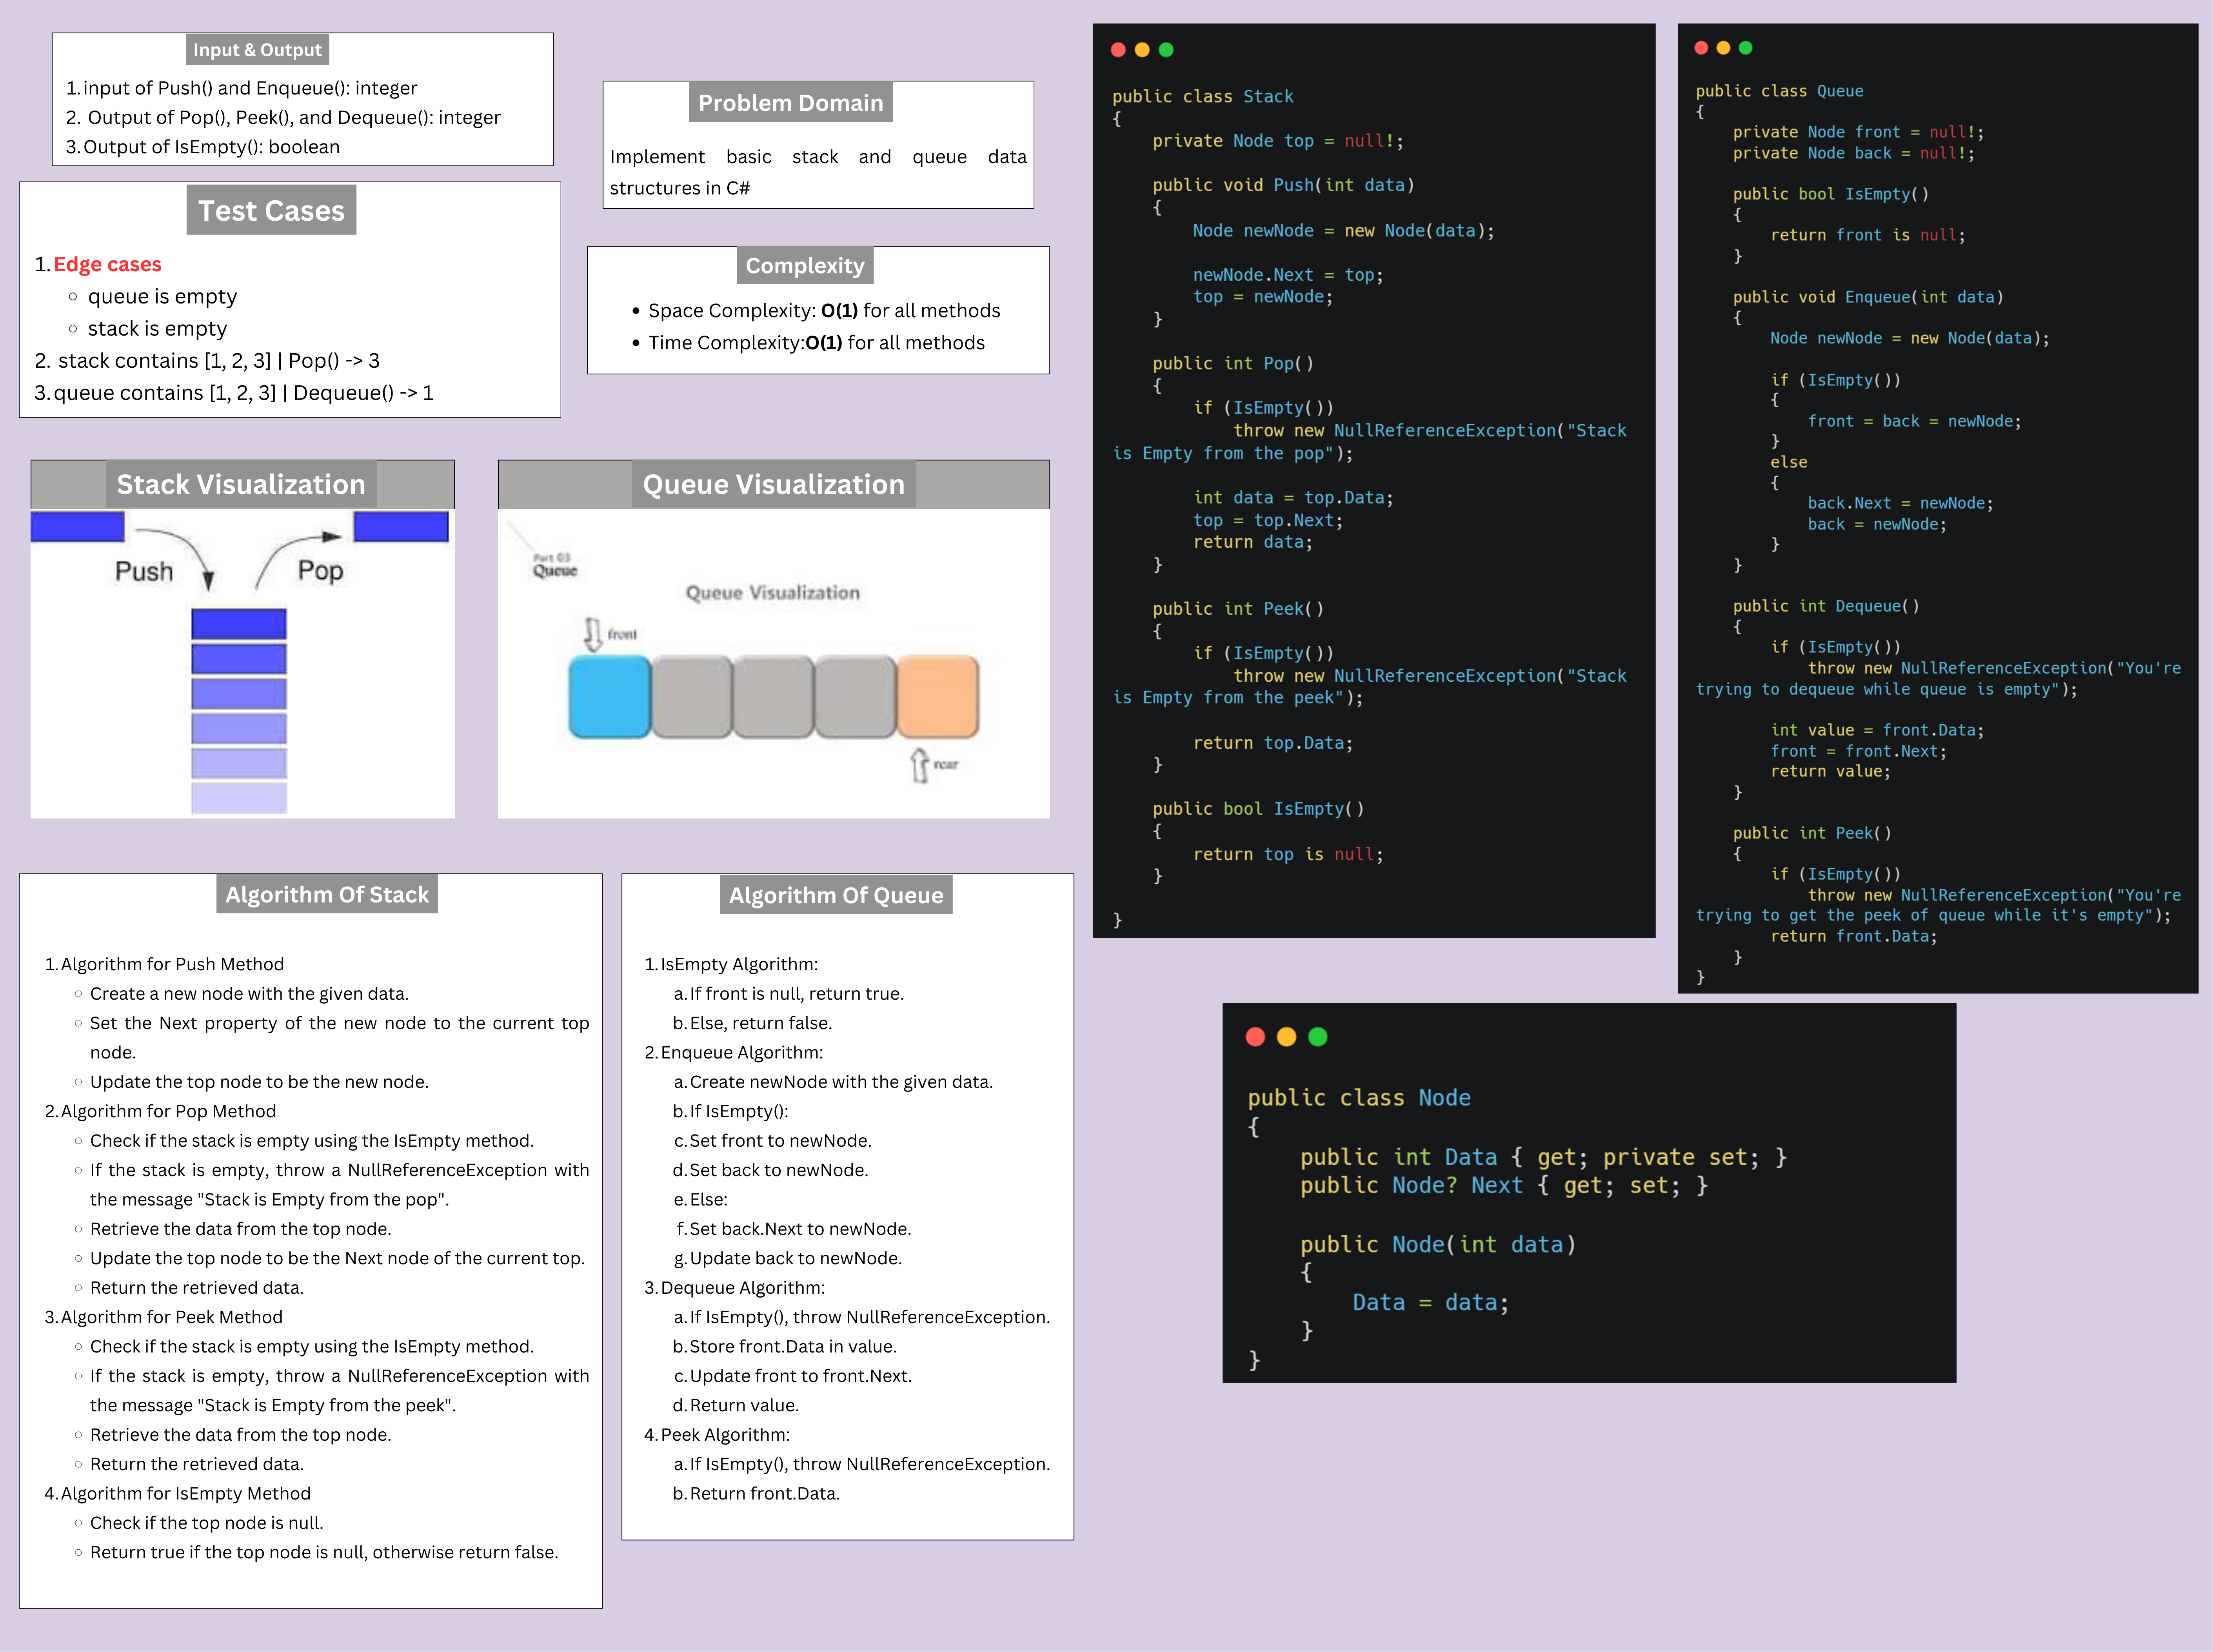 Input & Output
1. input of Push() and Enqueue(): integer
2. Output of Pop(), Peek(), and Dequeue(): integer
3. Output of IsEmpty(): boolean
Problem Domain
Implement basic stack and queue data
structures in C#
Test Cases
1. Edge cases
◦ queue is empty
◦ stack is empty
2. stack contains [1, 2, 3] | Pop() -> 3
3. queue contains [1, 2, 3] | Dequeue() -> 1
Complexity
• Space Complexity: O(1) for all methods
• Time Complexity:O(1) for all methods
Stack Visualization
Push
Pop
Queue Visualization
Part 03
Queue
Queue Visualization
front
rear
Algorithm Of Stack
1. Algorithm for Push Method
◦ Create a new node with the given data.
◦ Set the Next property of the new node to the current top
node.
◦ Update the top node to be the new node.
2. Algorithm for Pop Method
◦ Check if the stack is empty using the IsEmpty method.
◦ If the stack is empty, throw a NullReferenceException with
the message "Stack is Empty from the pop".
◦ Retrieve the data from the top node.
◦ Update the top node to be the Next node of the current top.
◦ Return the retrieved data.
3. Algorithm for Peek Method
◦ Check if the stack is empty using the IsEmpty method.
◦ If the stack is empty, throw a NullReferenceException with
the message "Stack is Empty from the peek".
◦ Retrieve the data from the top node.
◦ Return the retrieved data.
4. Algorithm for IsEmpty Method
◦ Check if the top node is null.
◦ Return true if the top node is null, otherwise return false.
Algorithm Of Queue
1. IsEmpty Algorithm:
a. If front is null, return true.
b. Else, return false.
2. Enqueue Algorithm:
a. Create newNode with the given data.
b. If IsEmpty():
c. Set front to newNode.
d. Set back to newNode.
e. Else:
f. Set back.Next to newNode.
g. Update back to newNode.
3. Dequeue Algorithm:
a. If IsEmpty(), throw NullReferenceException.
b. Store front.Data in value.
c. Update front to front.Next.
d. Return value.
4. Peek Algorithm:
a. If IsEmpty(), throw NullReferenceException.
b. Return front.Data.
public class Stack
{
    private Node top = null!;

    public void Push(int data)
    {
        Node newNode = new Node(data);

        newNode.Next = top;
        top = newNode;
    }

    public int Pop()
    {
        if (IsEmpty())
            throw new NullReferenceException("Stack
is Empty from the pop");

        int data = top.Data;
        top = top.Next;
        return data;
    }

    public int Peek()
    {
        if (IsEmpty())
            throw new NullReferenceException("Stack
is Empty from the peek");

        return top.Data;
    }

    public bool IsEmpty()
    {
        return top is null;
    }

}
public class Queue
{
    private Node front = null!;
    private Node back = null!;

    public bool IsEmpty()
    {
        return front is null;
    }

    public void Enqueue(int data)
    {
        Node newNode = new Node(data);

        if (IsEmpty())
        {
            front = back = newNode;
        }
        else
        {
            back.Next = newNode;
            back = newNode;
        }
    }

    public int Dequeue()
    {
        if (IsEmpty())
            throw new NullReferenceException("You're
trying to dequeue while queue is empty");

        int value = front.Data;
        front = front.Next;
        return value;
    }

    public int Peek()
    {
        if (IsEmpty())
            throw new NullReferenceException("You're
trying to get the peek of queue while it's empty");
        return front.Data;
    }
}
public class Node
{
    public int Data { get; private set; }
    public Node? Next { get; set; }

    public Node(int data)
    {
        Data = data;
    }
}